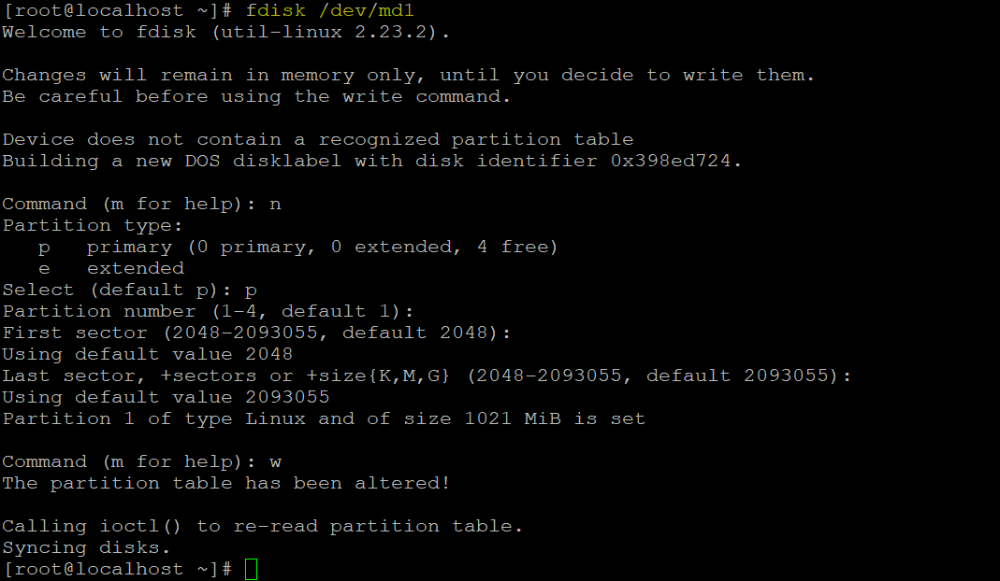 [root@localhost ~]# fdisk /dev/md1
Welcome to fdisk (util-linux 2.23.2).

Changes will remain in memory only, until you decide to write them.
Be careful before using the write command.

Device does not contain a recognized partition table
Building a new DOS disklabel with disk identifier 0x398ed724.

Command (m for help): n
Partition type:
   p   primary (0 primary, 0 extended, 4 free)
   e   extended
Select (default p): p
Partition number (1-4, default 1):
First sector (2048-2093055, default 2048):
Using default value 2048
Last sector, +sectors or +size{K,M,G} (2048-2093055, default 2093055):
Using default value 2093055
Partition 1 of type Linux and of size 1021 MiB is set

Command (m for help): w
The partition table has been altered!

Calling ioctl() to re-read partition table.
Syncing disks.
[root@localhost ~]#